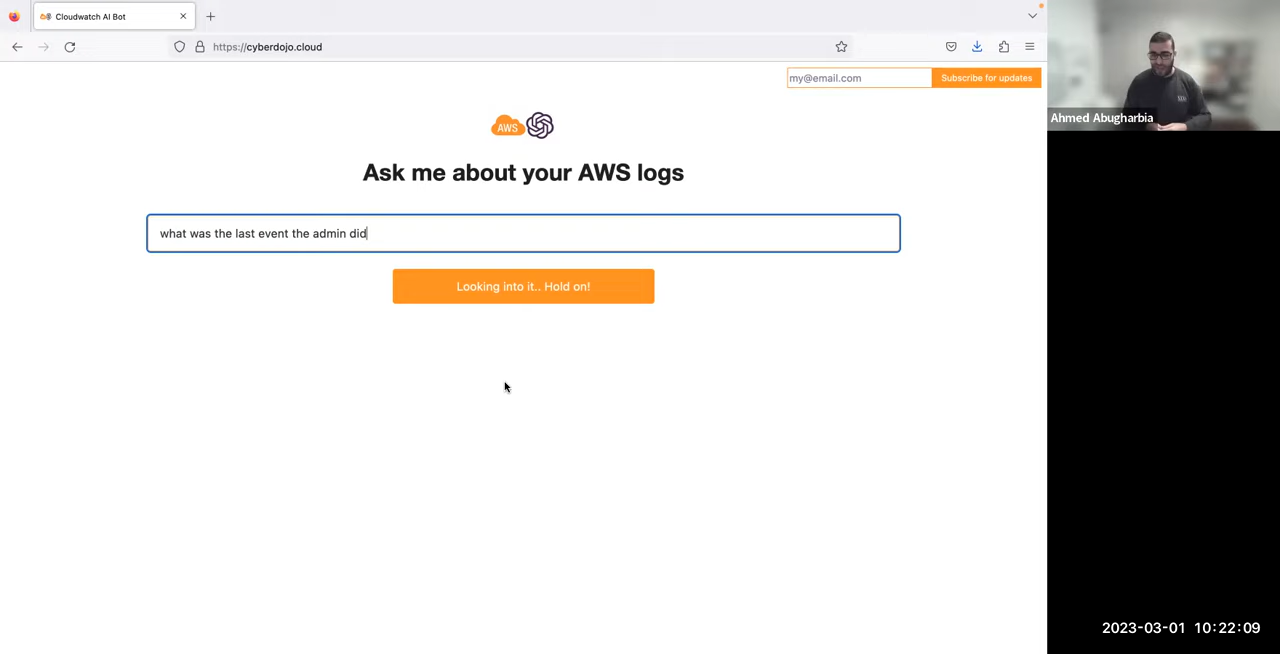 Cloudwatch AI Bot
https://cyberdojo.cloud
my@email.com
Subscribe for updates
AWS
Ask me about your AWS logs
what was the last event the admin did
Looking into it.. Hold on!
Ahmed Abugharbia
2023-03-01 10:22:09